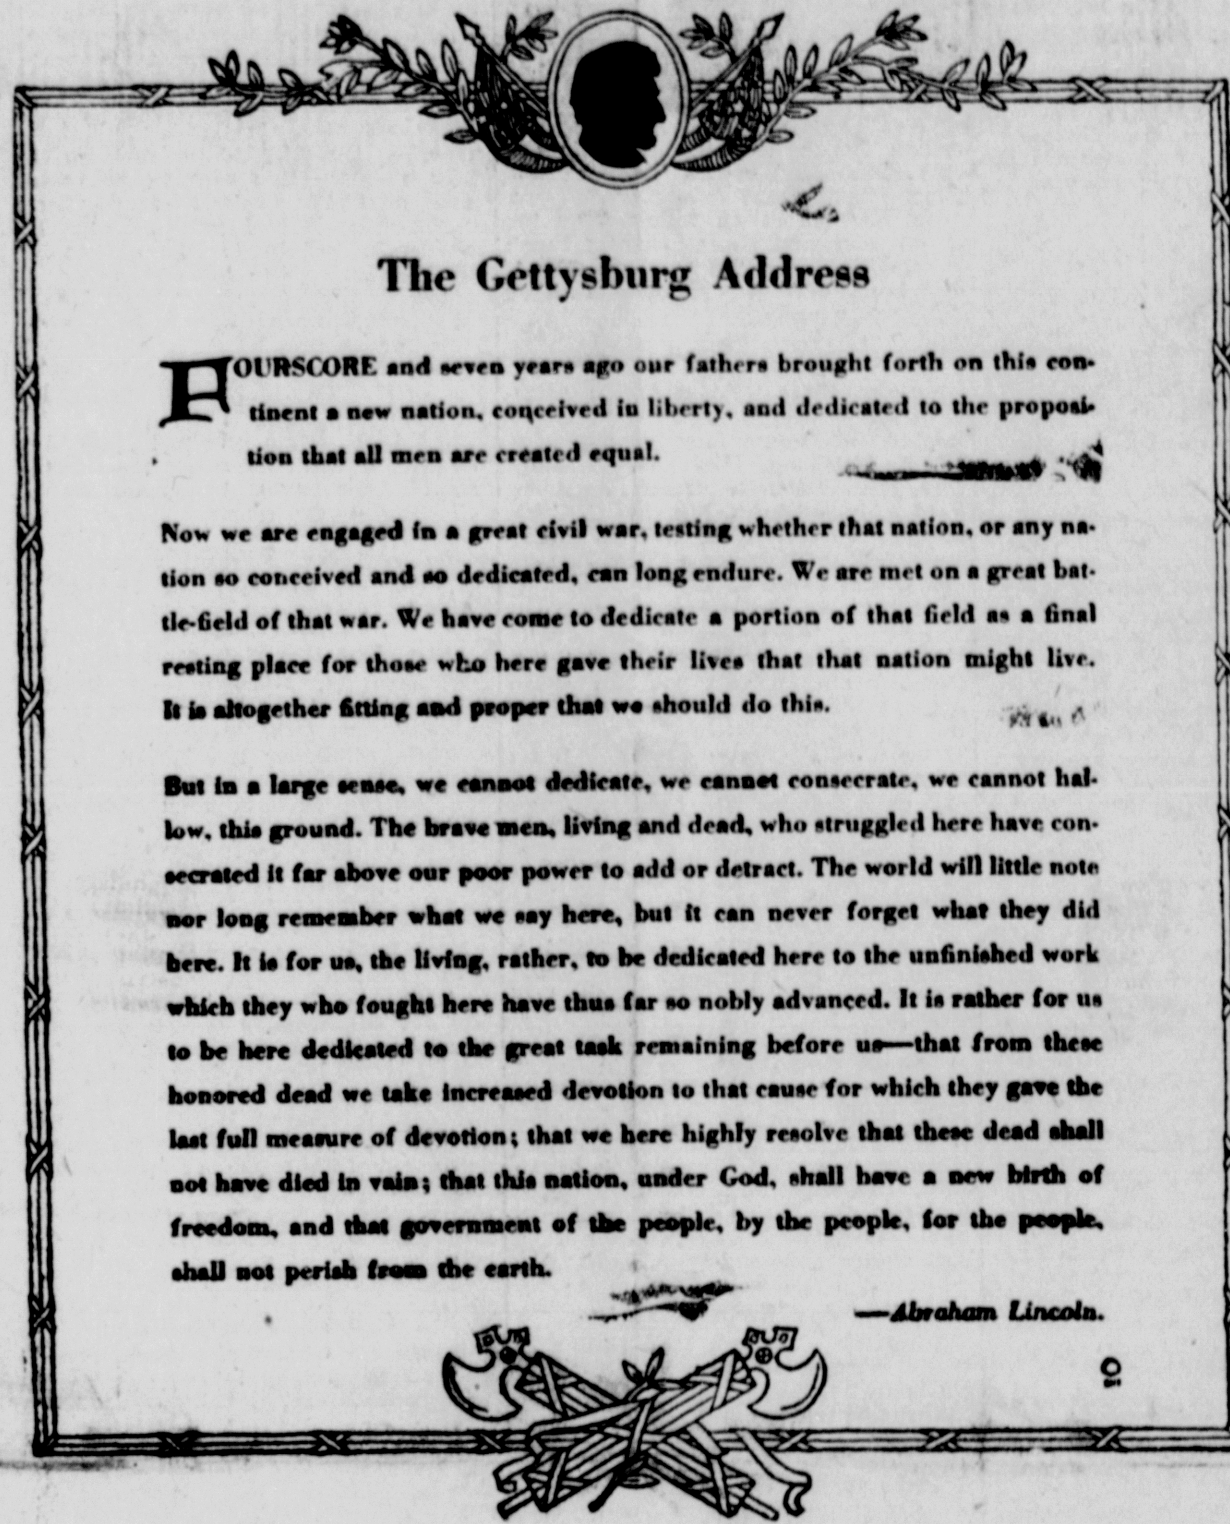 The Gettysburg Address
FOURSCORE and seven years ago our fathers brought forth on this con-
tinent a new nation, conceived in liberty, and dedicated to the proposi-
tion that all men are created equal.
Now we are engaged in a great civil war, testing whether that nation, or any na-
tion so conceived and so dedicated, can long endure. We are met on a great bat-
tle-field of that war. We have come to dedicate a portion of that field as a final
resting place for those who here gave their lives that that nation might live.
It is altogether fitting and proper that we should do this.
But in a large sense, we cannot dedicate, we cannot consecrate, we cannot hal-
low, this ground. The brave men, living and dead, who struggled here have con-
secrated it far above our poor power to add or detract. The world will little note
nor long remember what we say here, but it can never forget what they did
here. It is for us, the living, rather, to be dedicated here to the unfinished work
which they who fought here have thus far so nobly advanced. It is rather for us
to be here dedicated to the great task remaining before us—that from these
honored dead we take increased devotion to that cause for which they gave the
last full measure of devotion; that we here highly resolve that these dead shall
not have died in vain; that this nation, under God, shall have a new birth of
freedom, and that government of the people, by the people, for the people,
shall not perish from the earth.
—Abraham Lincoln.